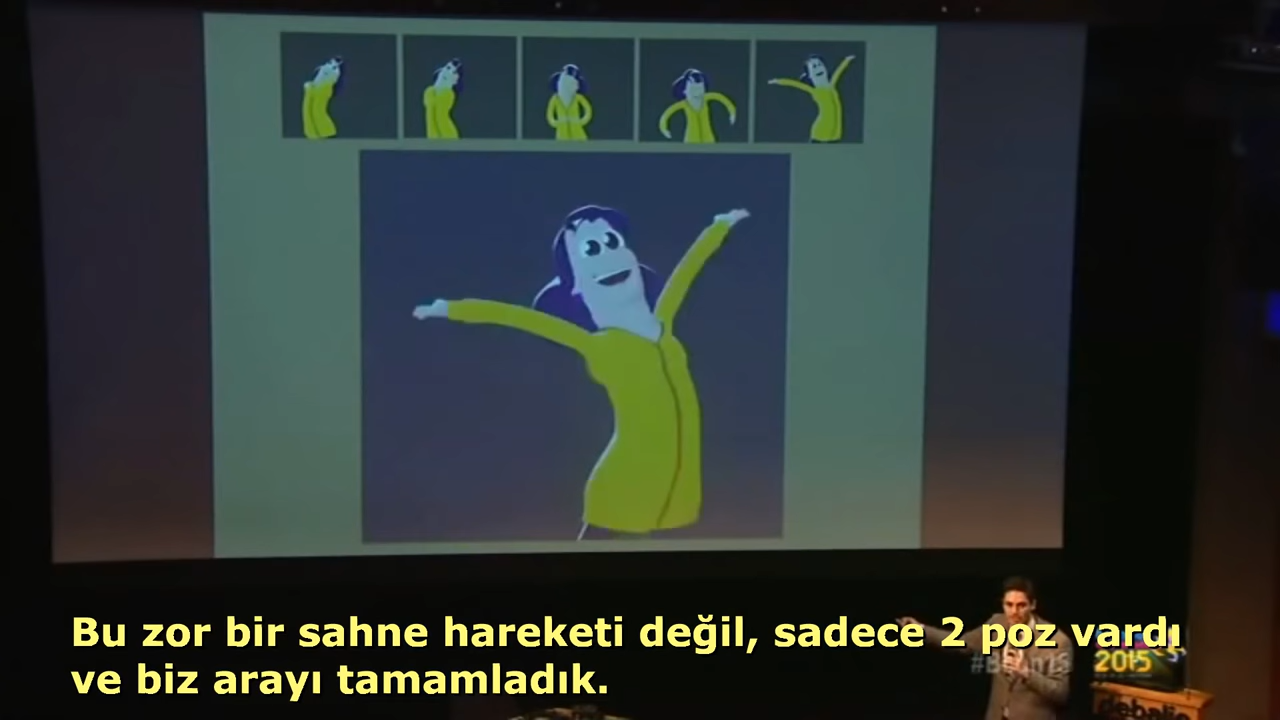 Bu zor bir sahne hareketi değil, sadece 2 poz vardı
ve biz arayı tamamladık.
2015